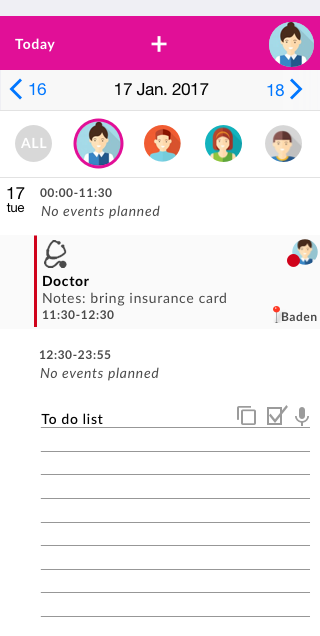 Today +
16 17 Jan. 2017 18
ALL
17 00:00-11:30
tue No events planned
Doctor
Notes: bring insurance card
11:30-12:30 Baden
12:30-23:55
No events planned
To do list